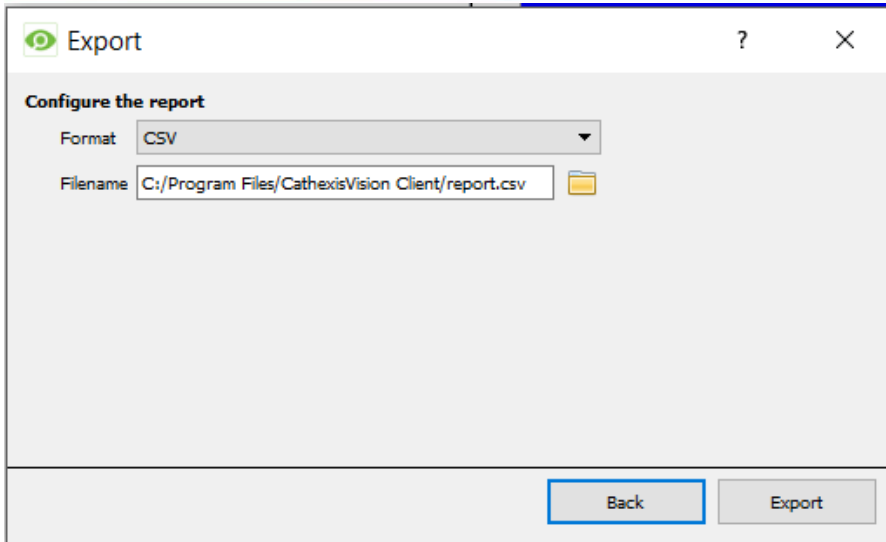 Export
?
Configure the report
Format CSV
Filename C:/Program Files/CathexisVision Client/report.csv
Back Export